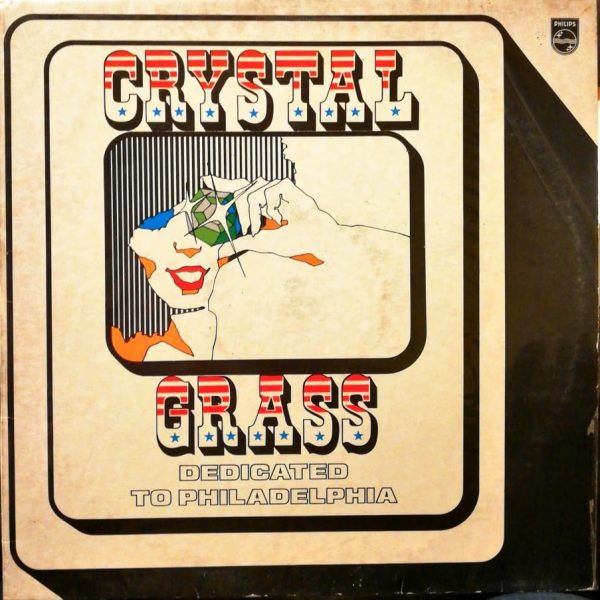 PHILIPS
CRYSTAL
GRASS
DEDICATED
TO PHILADELPHIA